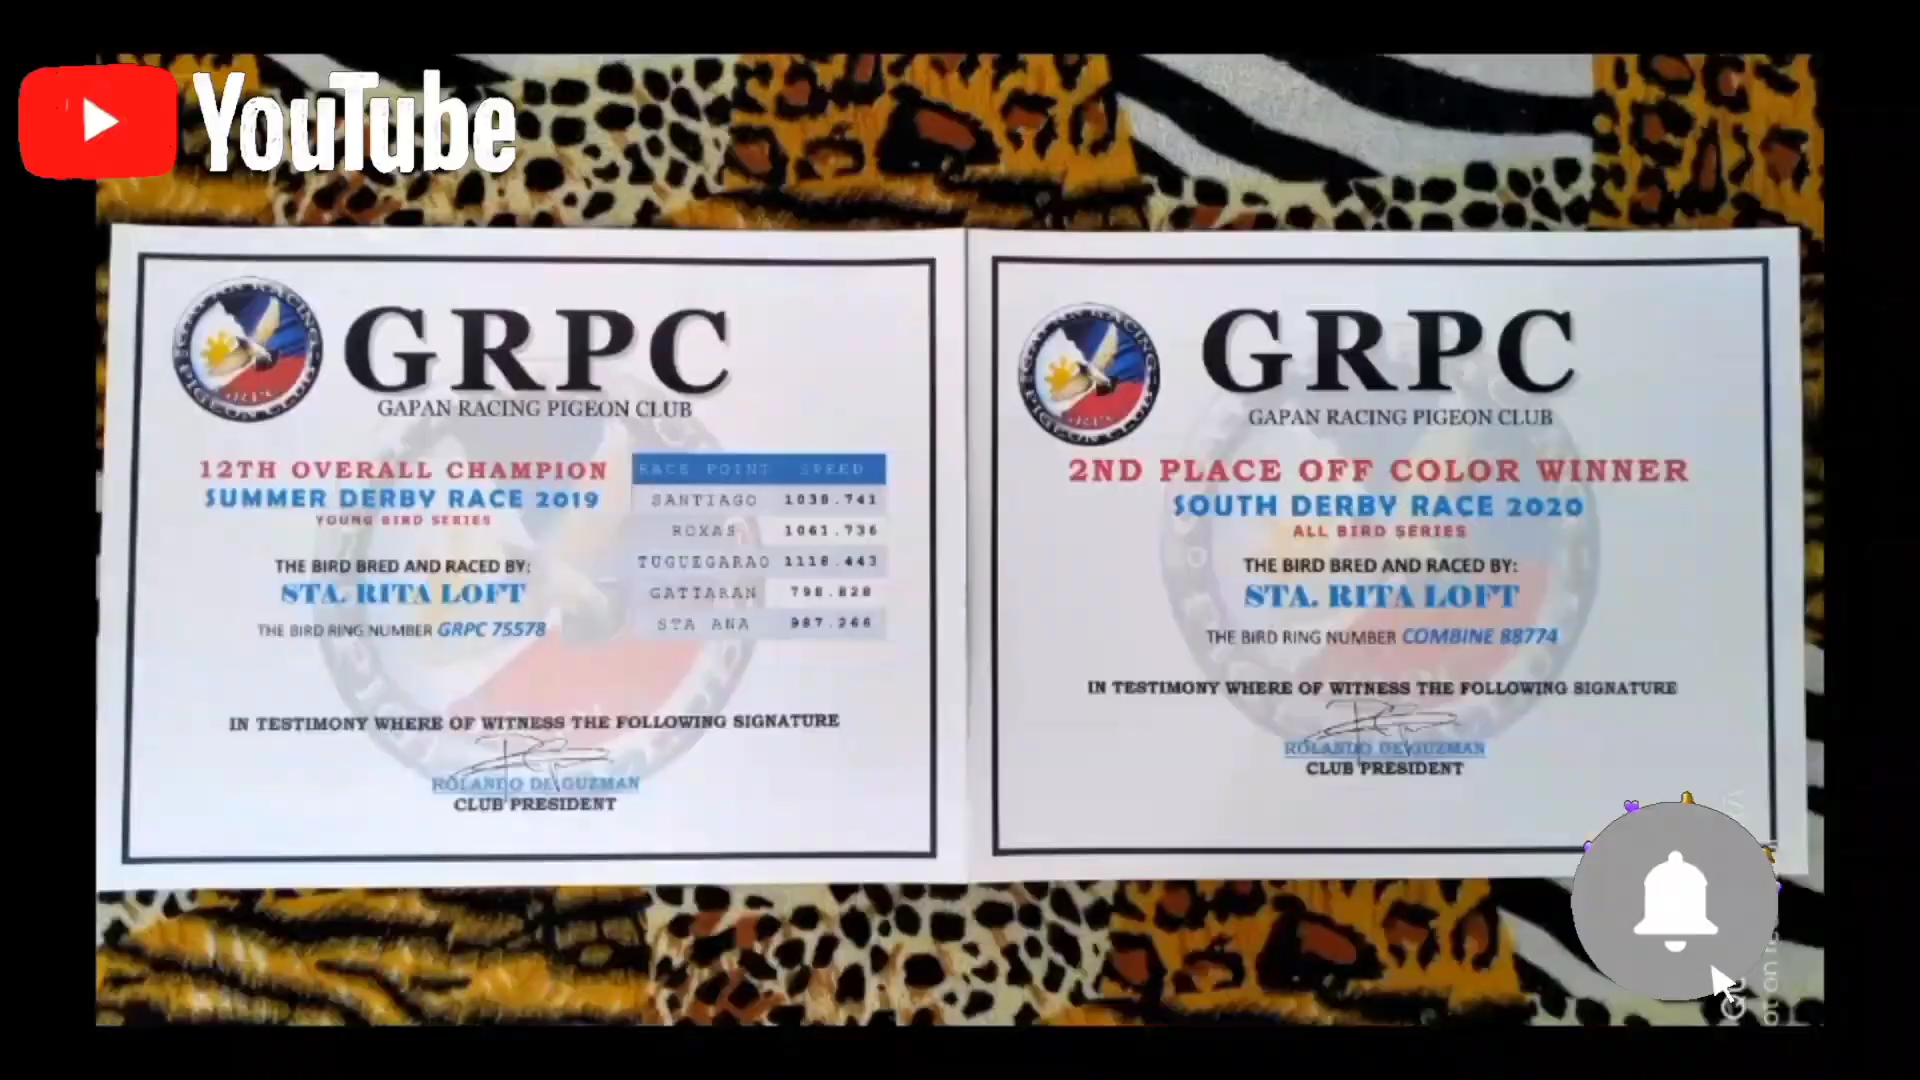 YouTube
GRPC
GAPAN RACING PIGEON CLUB
12TH OVERALL CHAMPION
SUMMER DERBY RACE 2019
YOUNG BIRD SERIES
THE BIRD BRED AND RACED BY:
STA. RITA LOFT
THE BIRD RING NUMBER GRPC 75578
RACE POINT SPEED
SANTIAGO 1038.741
ROXAS 1061.736
TUGUEGARAO 1118.443
GATTARAN 798.828
STA ANA 987.266
IN TESTIMONY WHERE OF WITNESS THE FOLLOWING SIGNATURE
ROLANDO DE GUZMAN
CLUB PRESIDENT
GRPC
GAPAN RACING PIGEON CLUB
2ND PLACE OFF COLOR WINNER
SOUTH DERBY RACE 2020
ALL BIRD SERIES
THE BIRD BRED AND RACED BY:
STA. RITA LOFT
THE BIRD RING NUMBER COMBINE 88774
IN TESTIMONY WHERE OF WITNESS THE FOLLOWING SIGNATURE
ROLANDO DE GUZMAN
CLUB PRESIDENT